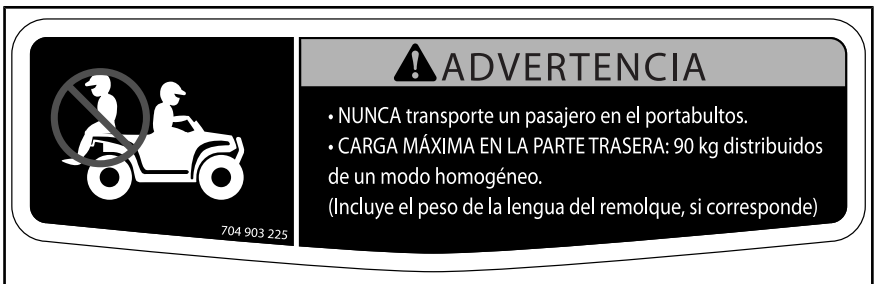 ADVERTENCIA
• NUNCA transporte un pasajero en el portabultos.
• CARGA MÁXIMA EN LA PARTE TRASERA: 90 kg distribuidos
de un modo homogéneo.
(Incluye el peso de la lengua del remolque, si corresponde)
704 903 225